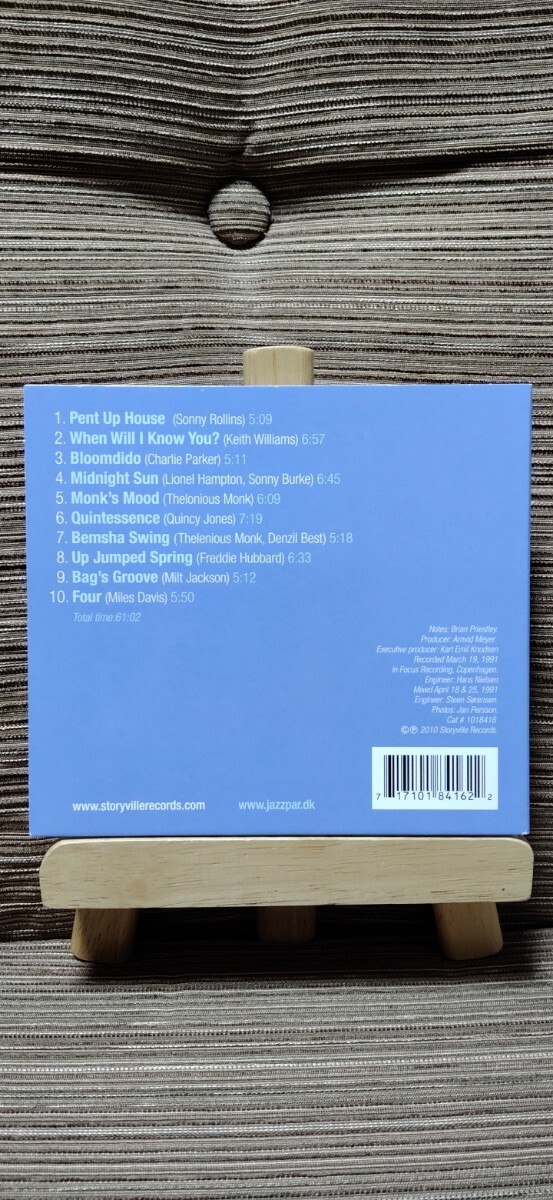 1. Pent Up House (Sonny Rollins) 5:09
2. When Will I Know You? (Keith Williams) 6:57
3. Bloomdido (Charlie Parker) 5:11
4. Midnight Sun (Lionel Hampton, Sonny Burke) 6:45
5. Monk's Mood (Thelonious Monk) 6:09
6. Quintessence (Quincy Jones) 7:19
7. Bemsha Swing (Thelenious Monk, Denzil Best) 5:18
8. Up Jumped Spring (Freddie Hubbard) 6:33
9. Bag's Groove (Milt Jackson) 5:12
10. Four (Miles Davis) 5:50
Total time:61:02
Notes: Brian Priestley.
Producer: Arnvid Meyer.
Executive producer: Karl Emil Knudsen
Recorded March 19, 1991
in Focus Recording, Copenhagen.
Engineer: Hans Nielsen
Mixed April 18 & 25, 1991
Engineer: Steen Sørensen.
Photos: Jan Persson.
Cat # 1018416
©℗ 2010 Storyville Records.
7 17101 84162 2
www.storyvillerecords.com www.jazzpar.dk